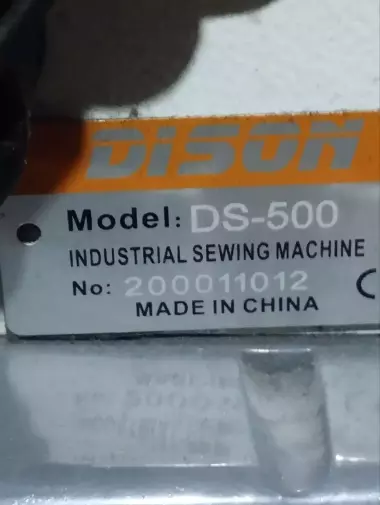 DISON
Model: DS-500
INDUSTRIAL SEWING MACHINE
No: 200011012
MADE IN CHINA